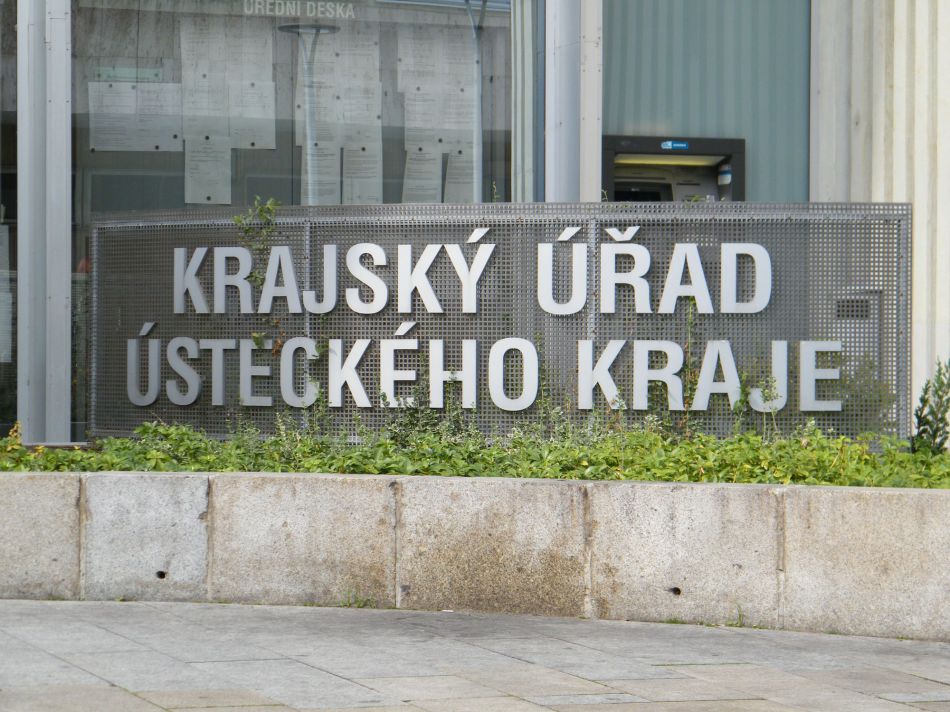 ÚŘEDNÍ DESKA
KRAJSKÝ ÚŘAD
ÚSTECKÉHO KRAJE